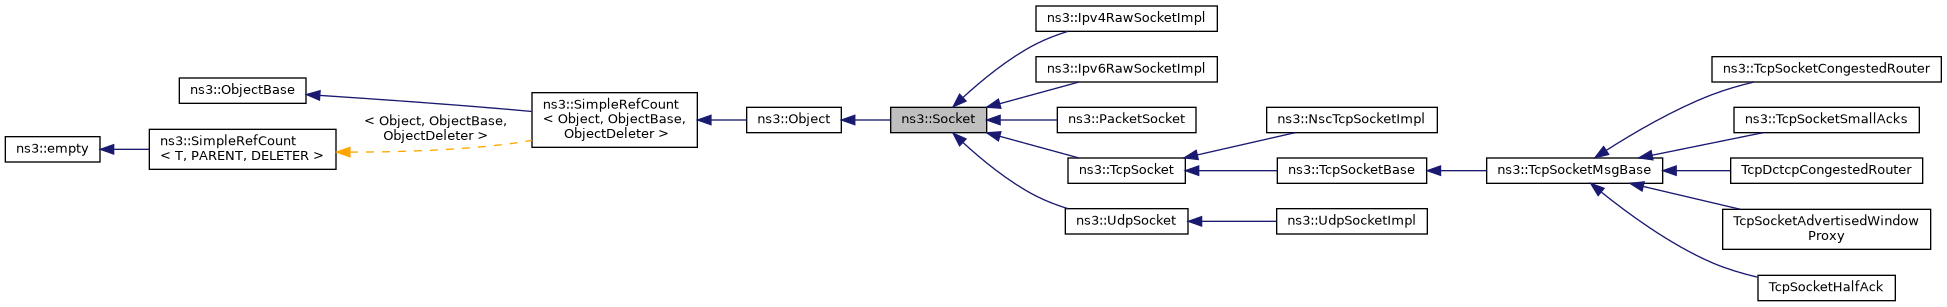 ns3::empty
ns3::ObjectBase
ns3::SimpleRefCount
< T, PARENT, DELETER >
< Object, ObjectBase,
ObjectDeleter >
ns3::SimpleRefCount
< Object, ObjectBase,
ObjectDeleter >
ns3::Object
ns3::Socket
ns3::Ipv4RawSocketImpl
ns3::Ipv6RawSocketImpl
ns3::PacketSocket
ns3::TcpSocket
ns3::UdpSocket
ns3::NscTcpSocketImpl
ns3::TcpSocketBase
ns3::UdpSocketImpl
ns3::TcpSocketMsgBase
ns3::TcpSocketCongestedRouter
ns3::TcpSocketSmallAcks
TcpDctcpCongestedRouter
TcpSocketAdvertisedWindow
Proxy
TcpSocketHalfAck